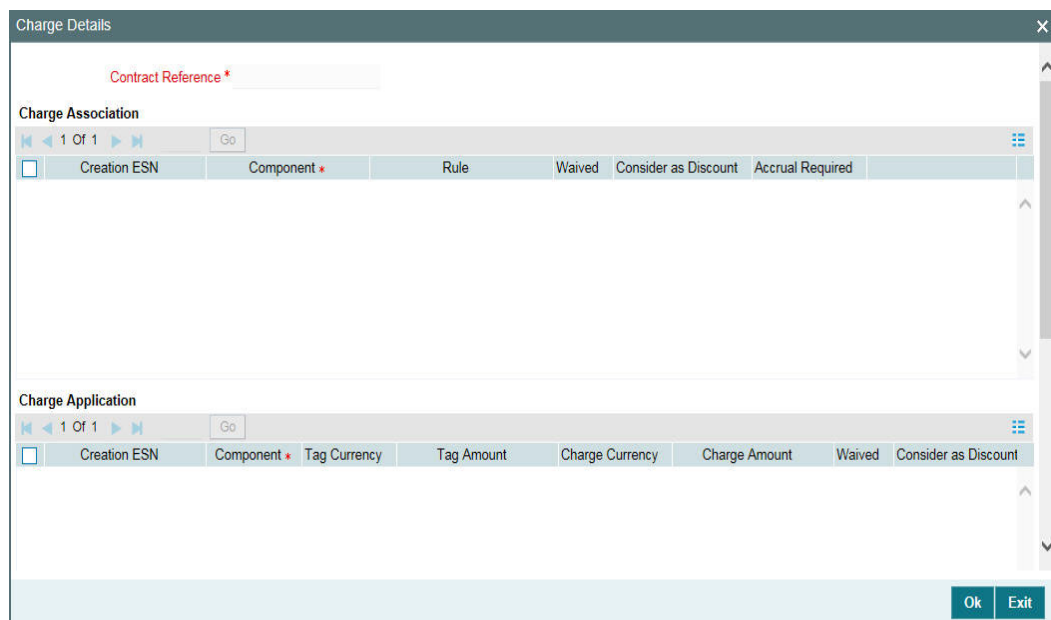 Charge Details
Contract Reference *
Charge Association
1 Of 1 Go
Creation ESN Component * Rule Waived Consider as Discount Accrual Required
Charge Application
1 Of 1 Go
Creation ESN Component * Tag Currency Tag Amount Charge Currency Charge Amount Waived Consider as Discount
Ok Exit